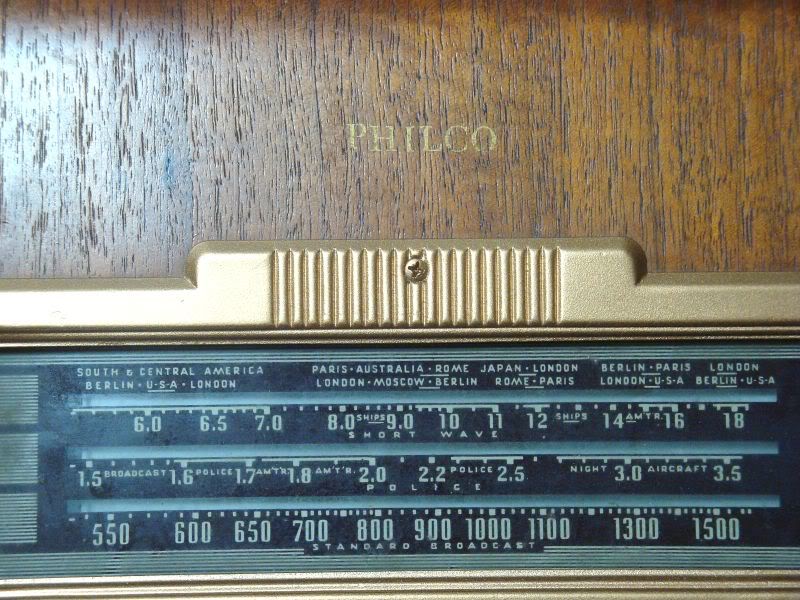 PHILCO
SOUTH & CENTRAL AMERICA PARIS·AUSTRALIA·ROME JAPAN·LONDON BERLIN·PARIS LONDON
BERLIN·U·S·A·LONDON LONDON·MOSCOW·BERLIN ROME·PARIS LONDON·U·S·A BERLIN·U·S·A
6.0 6.5 7.0 8.0 SHIPS 9.0 10 11 12 SHIPS 14 AMT'R. 16 18
SHORT WAVE
1.5 BROADCAST 1.6 POLICE 1.7 AMT'R. 1.8 AMT'R. 2.0 2.2 POLICE 2.5 NIGHT 3.0 AIRCRAFT 3.5
POLICE
550 600 650 700 800 900 1000 1100 1300 1500
STANDARD BROADCAST